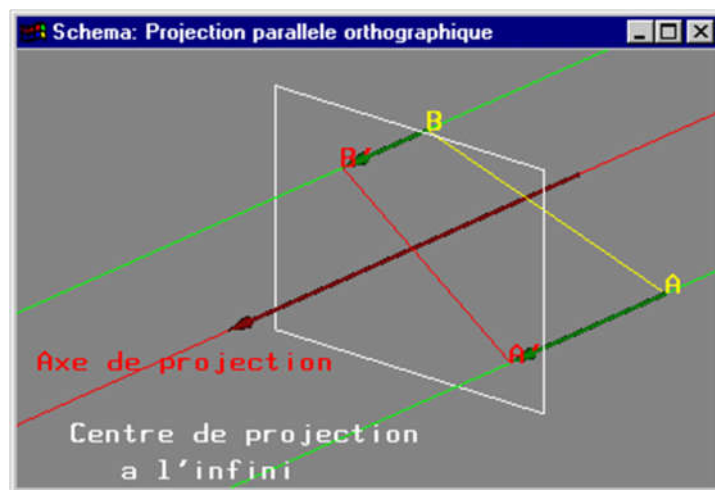 Schema: Projection parallele orthographique
B
B'
A
A'
Axe de projection
Centre de projection
a l'infini